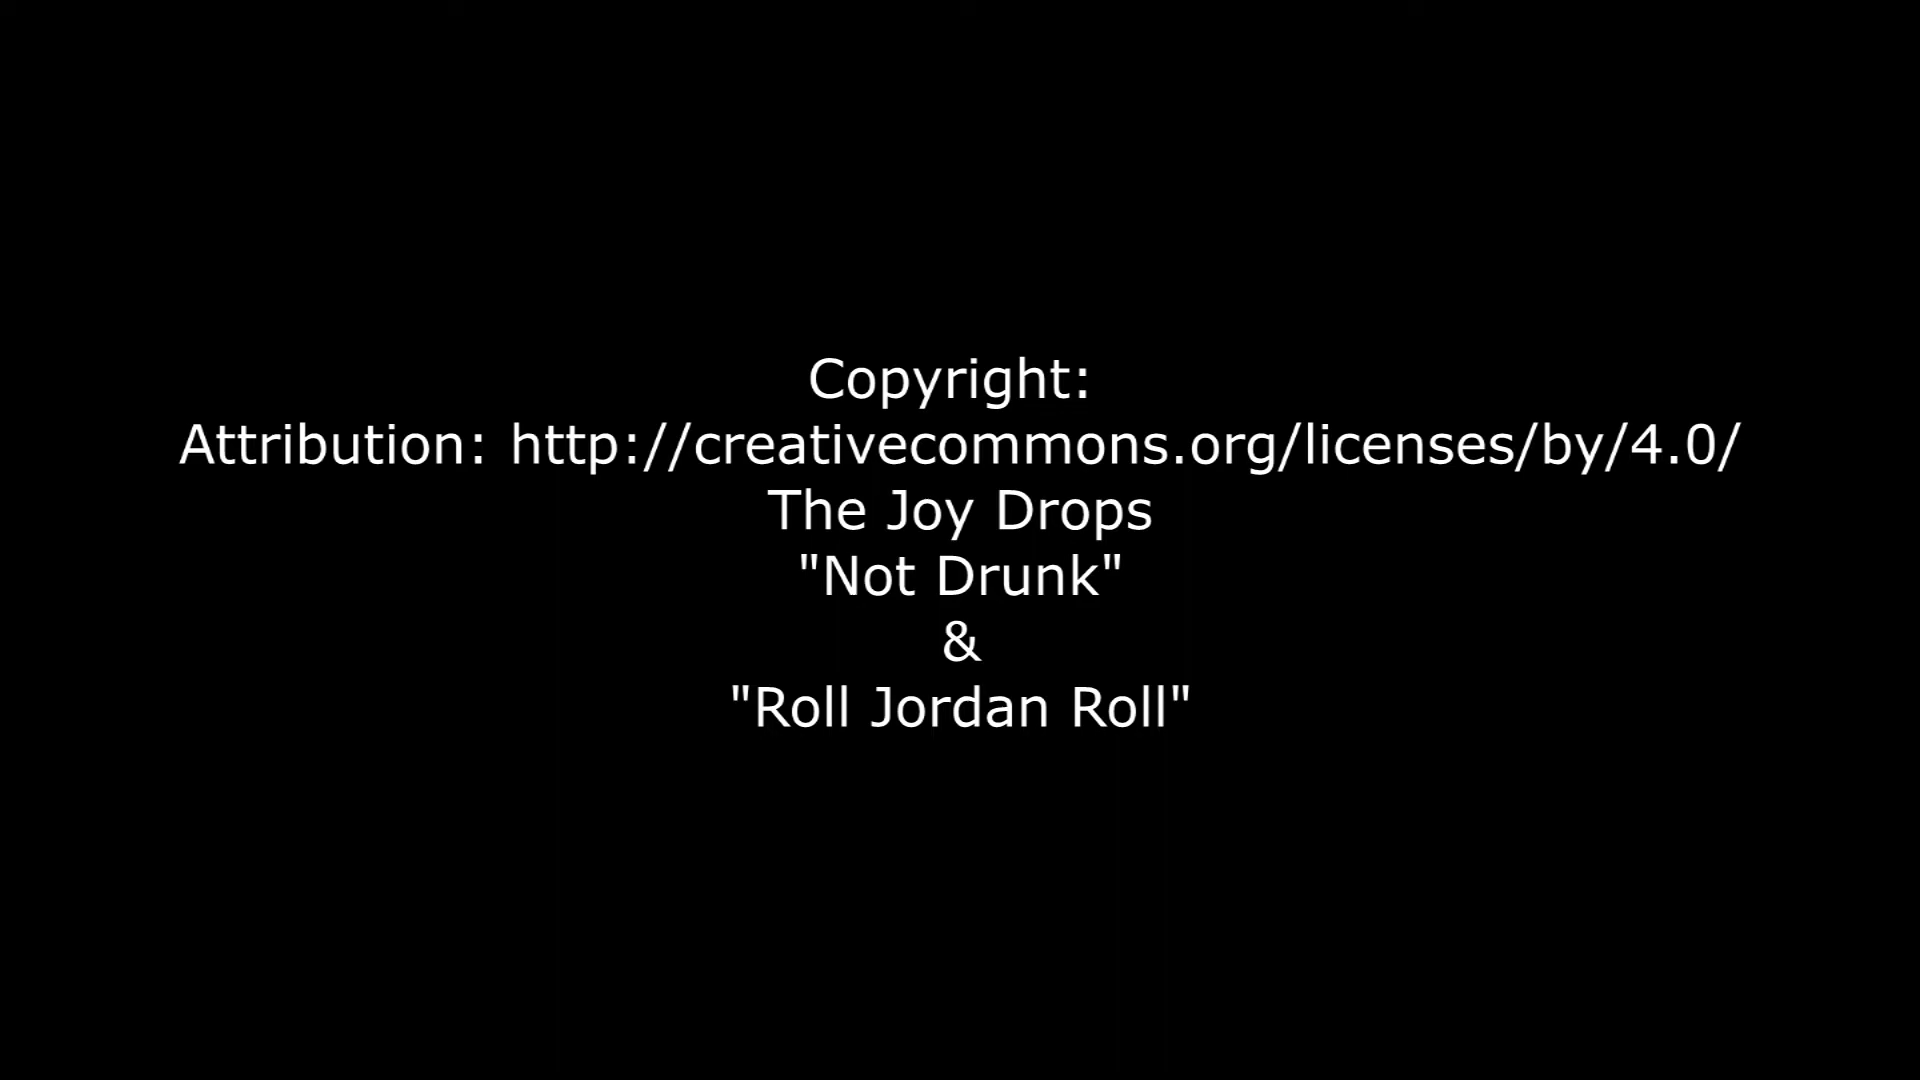 Copyright:
Attribution: http://creativecommons.org/licenses/by/4.0/
The Joy Drops
"Not Drunk"
&
"Roll Jordan Roll"